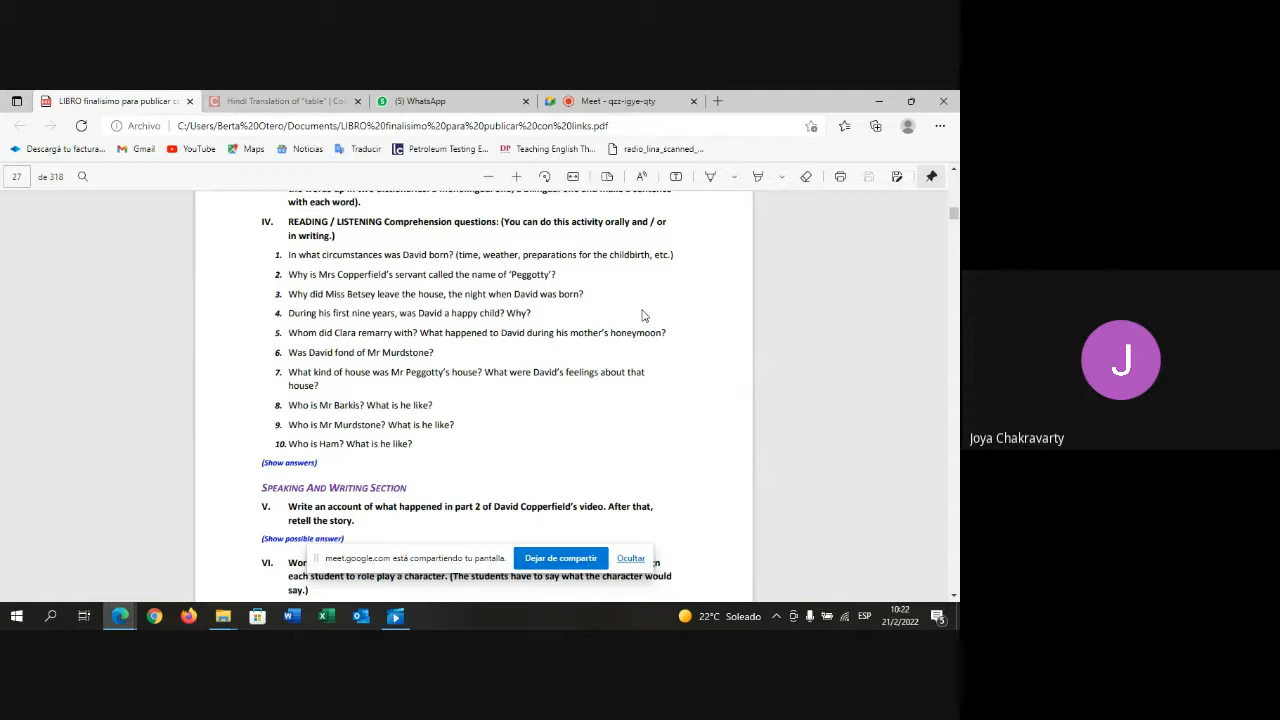 LIBRO finalisimo para publicar co
Hindi Translation of "table" | Co
(5) WhatsApp
Meet - qzz-igye-qty
Archivo
C:/Users/Berta%20Otero/Documents/LIBRO%20finalisimo%20para%20publicar%20con%20links.pdf
Descargá tu factura...
Gmail
YouTube
Maps
Noticias
Traducir
Petroleum Testing E...
Teaching English Th...
radio_lina_scanned_...
27 de 318
with each word).
IV. READING / LISTENING Comprehension questions: (You can do this activity orally and / or
in writing.)
1. In what circumstances was David born? (time, weather, preparations for the childbirth, etc.)
2. Why is Mrs Copperfield's servant called the name of 'Peggotty'?
3. Why did Miss Betsey leave the house, the night when David was born?
4. During his first nine years, was David a happy child? Why?
5. Whom did Clara remarry with? What happened to David during his mother's honeymoon?
6. Was David fond of Mr Murdstone?
7. What kind of house was Mr Peggotty's house? What were David's feelings about that
house?
8. Who is Mr Barkis? What is he like?
9. Who is Mr Murdstone? What is he like?
10. Who is Ham? What is he like?
(Show answers)
SPEAKING AND WRITING SECTION
V. Write an account of what happened in part 2 of David Copperfield's video. After that,
retell the story.
(Show possible answer)
meet.google.com está compartiendo tu pantalla.
Dejar de compartir
Ocultar
VI.
each student to role play a character. (The students have to say what the character would
say.)
22°C Soleado
ESP
10:22
21/2/2022
5
J
Joya Chakravarty